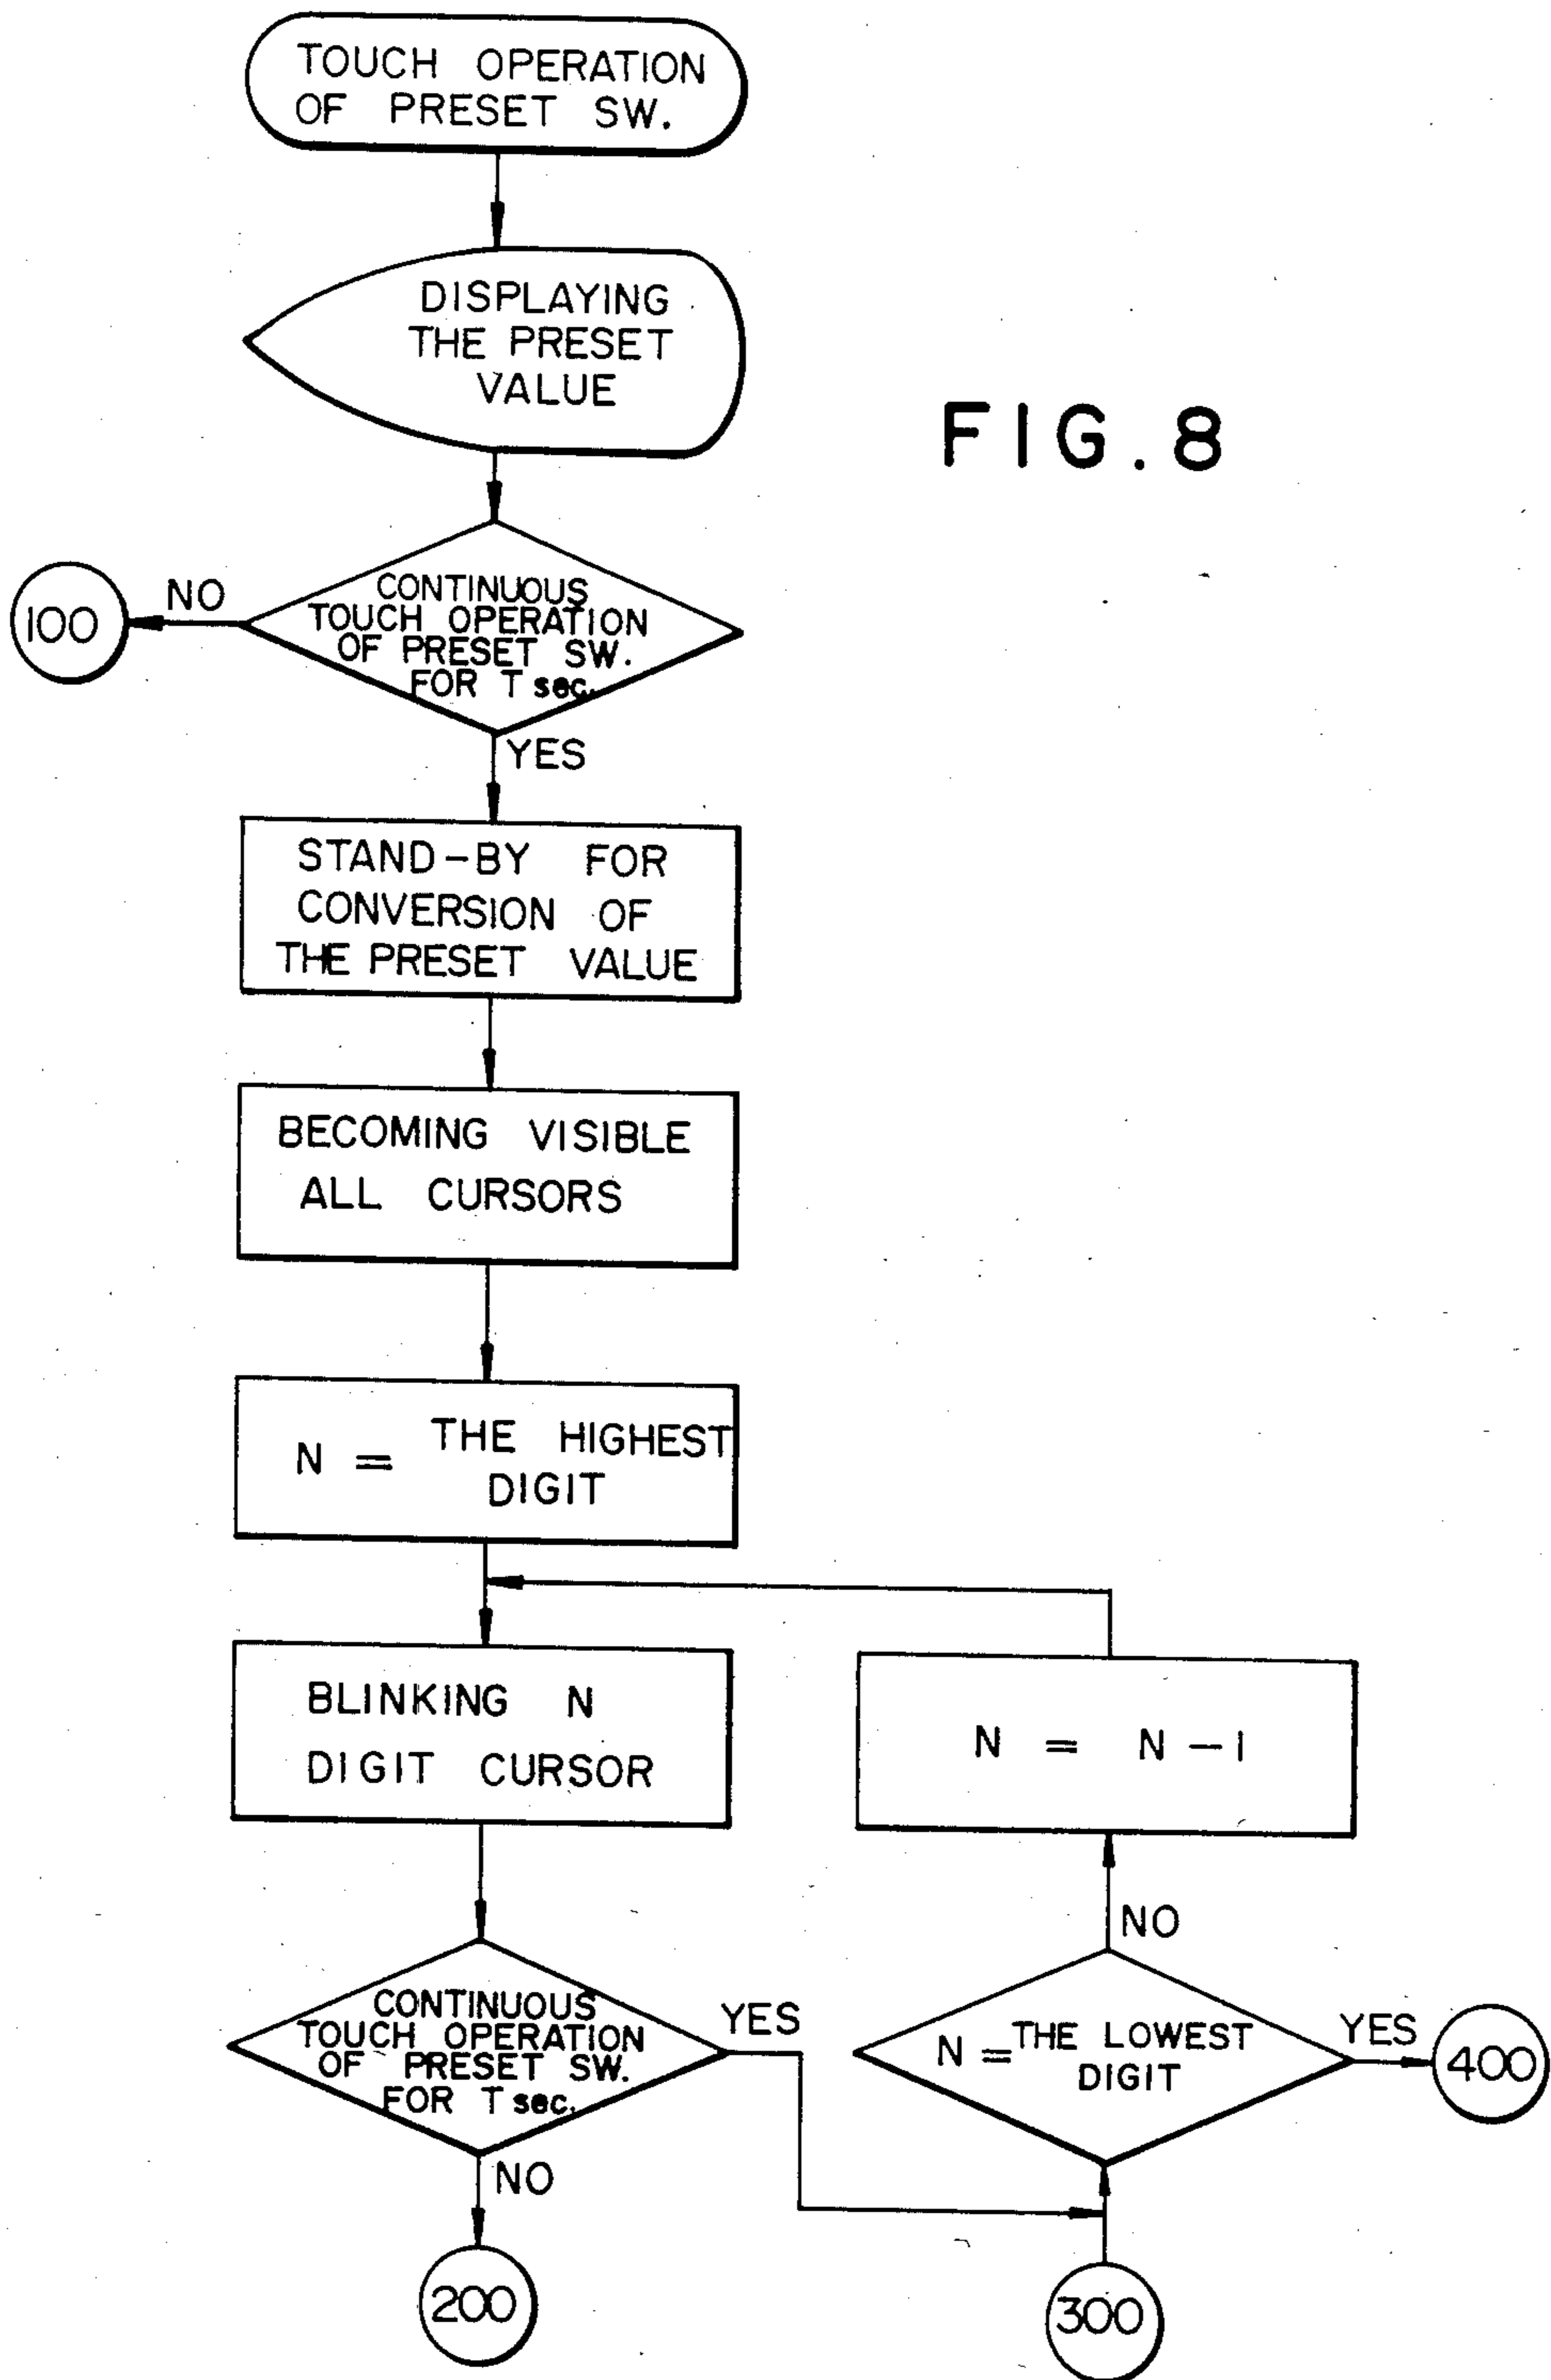 TOUCH OPERATION
OF PRESET SW.
DISPLAYING
THE PRESET
VALUE
FIG.8
CONTINUOUS
TOUCH OPERATION
OF PRESET SW.
FOR T sec.
NO
100
YES
STAND-BY FOR
CONVERSION OF
THE PRESET VALUE
BECOMING VISIBLE
ALL CURSORS
N = THE HIGHEST
DIGIT
BLINKING N
DIGIT CURSOR
N = N-1
NO
CONTINUOUS
TOUCH OPERATION
OF PRESET SW.
FOR T sec.
YES
N = THE LOWEST
DIGIT
YES
400
NO
200
300